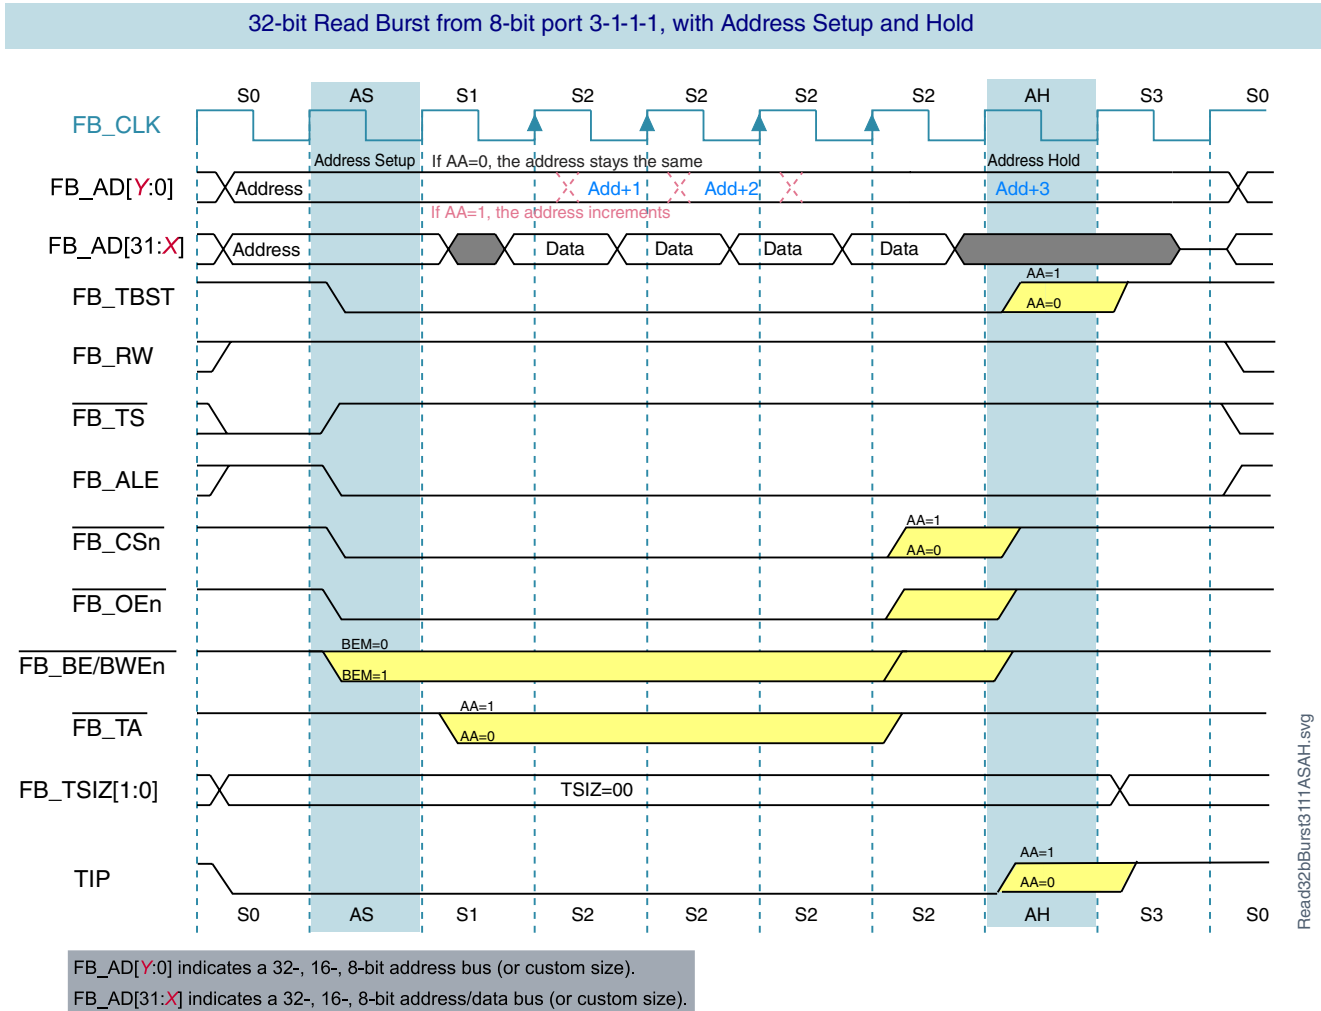 32-bit Read Burst from 8-bit port 3-1-1-1, with Address Setup and Hold
S0 AS S1 S2 S2 S2 S2 AH S3 S0
FB_CLK
Address Setup If AA=0, the address stays the same Address Hold
FB_AD[Y:0] Address Add+1 Add+2 Add+3
If AA=1, the address increments
FB_AD[31:X] Address Data Data Data Data
AA=1
FB_TBST
AA=0
FB_RW
FB_TS
FB_ALE
AA=1
FB_CSn
AA=0
FB_OEn
BEM=0
FB_BE/BWEn
BEM=1
AA=1
FB_TA
AA=0
FB_TSIZ[1:0] TSIZ=00
AA=1
TIP
AA=0
S0 AS S1 S2 S2 S2 S2 AH S3 S0
FB_AD[Y:0] indicates a 32-, 16-, 8-bit address bus (or custom size).
FB_AD[31:X] indicates a 32-, 16-, 8-bit address/data bus (or custom size).
Read32bBurst3111ASAH.svg